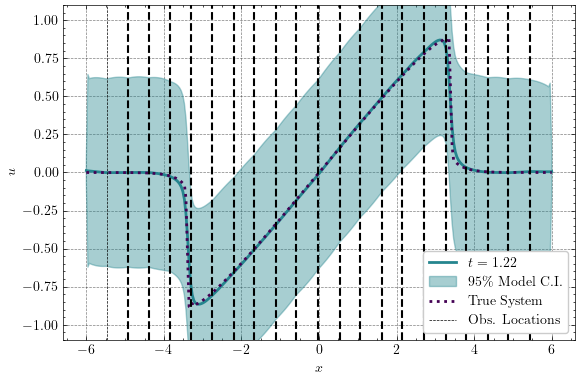 1.00
0.75
0.50
0.25
0.00
−0.25
−0.50
−0.75
−1.00
u
−6
−4
−2
0
2
4
6
x
t = 1.22
95% Model C.I.
True System
Obs. Locations